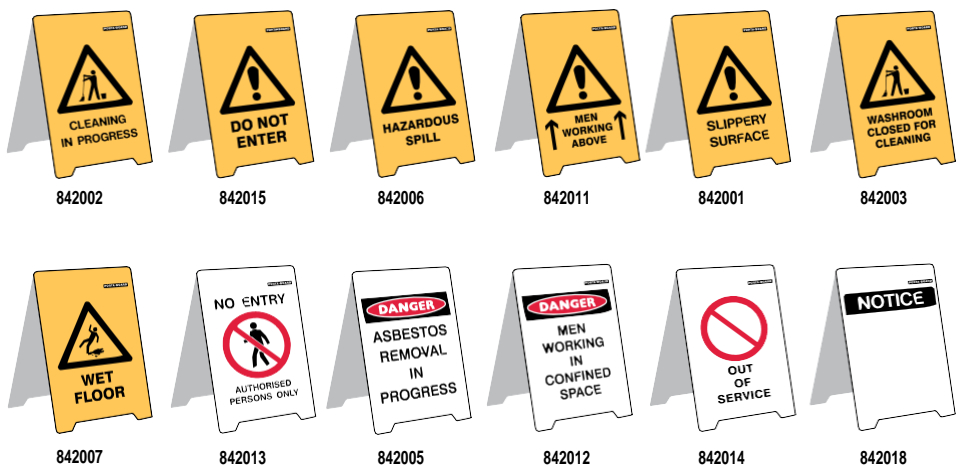 CLEANING
IN PROGRESS
842002
DO NOT
ENTER
842015
HAZARDOUS
SPILL
842006
MEN
WORKING
ABOVE
842011
SLIPPERY
SURFACE
842001
WASHROOM
CLOSED FOR
CLEANING
842003
WET
FLOOR
842007
NO ENTRY
AUTHORISED
PERSONS ONLY
842013
DANGER
ASBESTOS
REMOVAL
IN
PROGRESS
842005
DANGER
MEN
WORKING
IN
CONFINED
SPACE
842012
OUT
OF
SERVICE
842014
NOTICE
842018